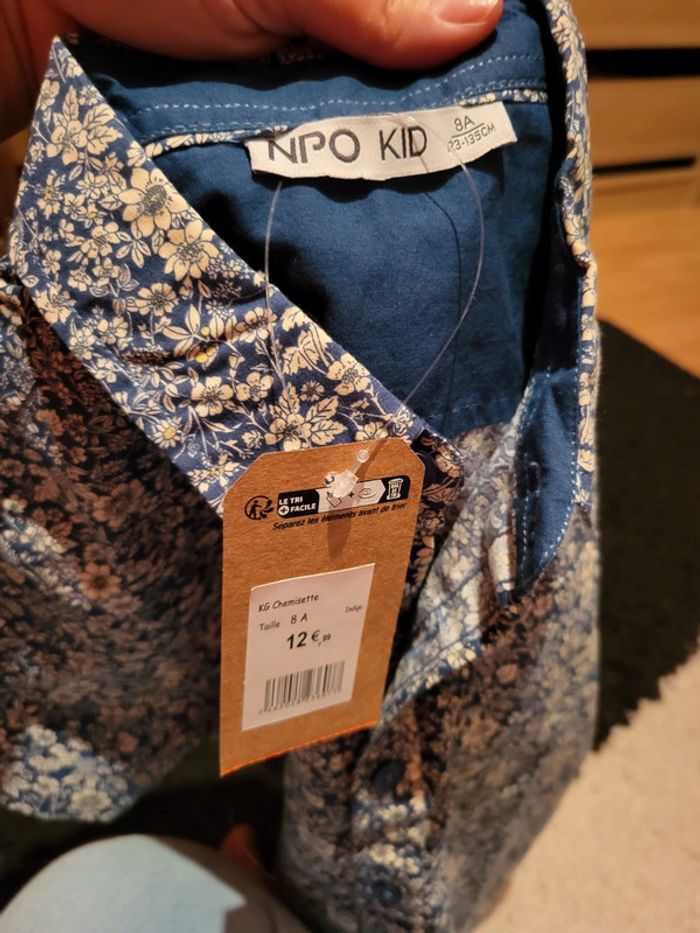 NPO KID
8A
123-135CM
LE TRI
+ FACILE
Séparez les éléments avant de trier
KG Chemisette
Indigo
Taille 8 A
12€,99